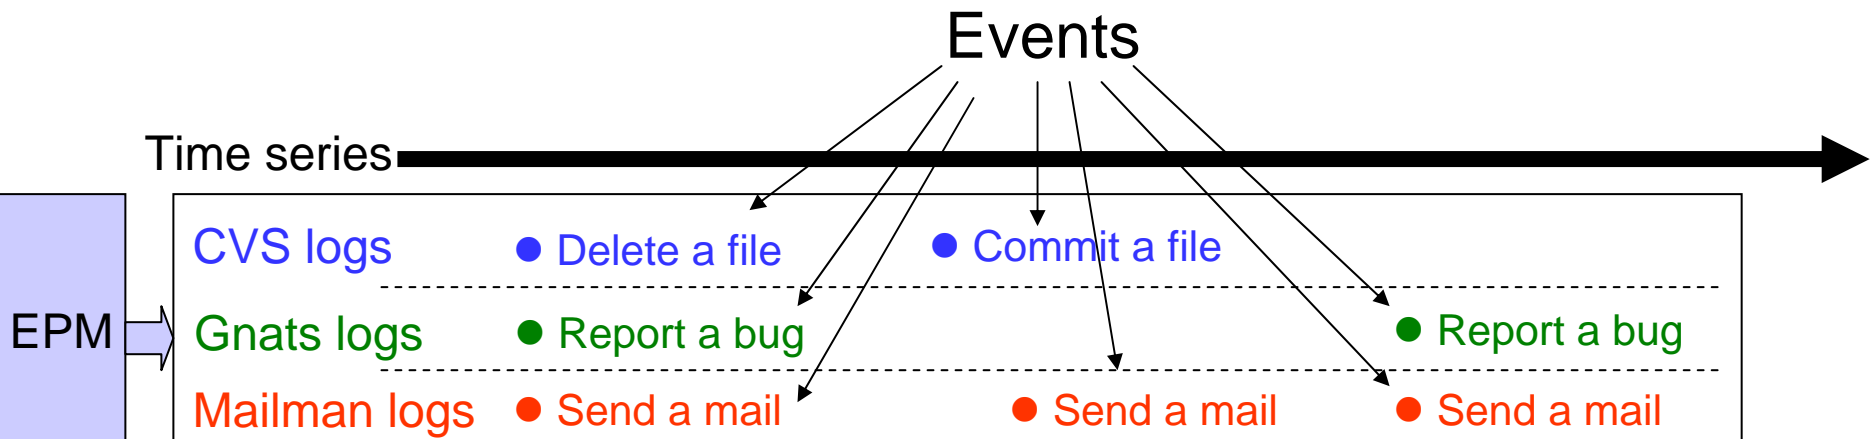 Events
Time series
CVS logs ● Delete a file ● Commit a file
EPM
Gnats logs ● Report a bug ● Report a bug
Mailman logs ● Send a mail ● Send a mail ● Send a mail